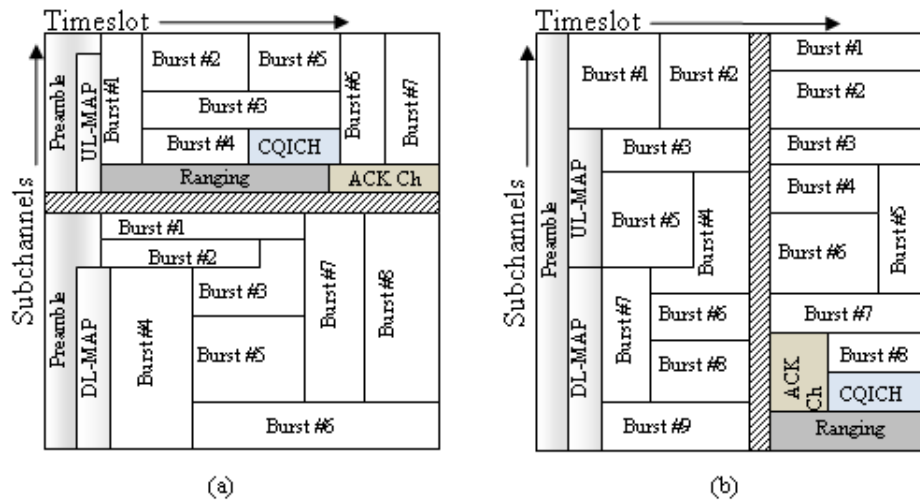 Timeslot
Subchannels
Preamble
UL-MAP
Burst #1
Burst #2
Burst #5
Burst #3
Burst #4
CQICH
Burst #6
Burst #7
Ranging
ACK Ch
Preamble
DL-MAP
Burst #1
Burst #2
Burst #4
Burst #3
Burst #5
Burst #7
Burst #8
Burst #6
(a)
Timeslot
Subchannels
Preamble
UL-MAP
DL-MAP
Burst #1
Burst #2
Burst #3
Burst #5
Burst #4
Burst #7
Burst #6
Burst #8
Burst #9
Burst #1
Burst #2
Burst #3
Burst #4
Burst #5
Burst #6
Burst #7
ACK
Ch
Burst #8
CQICH
Ranging
(b)